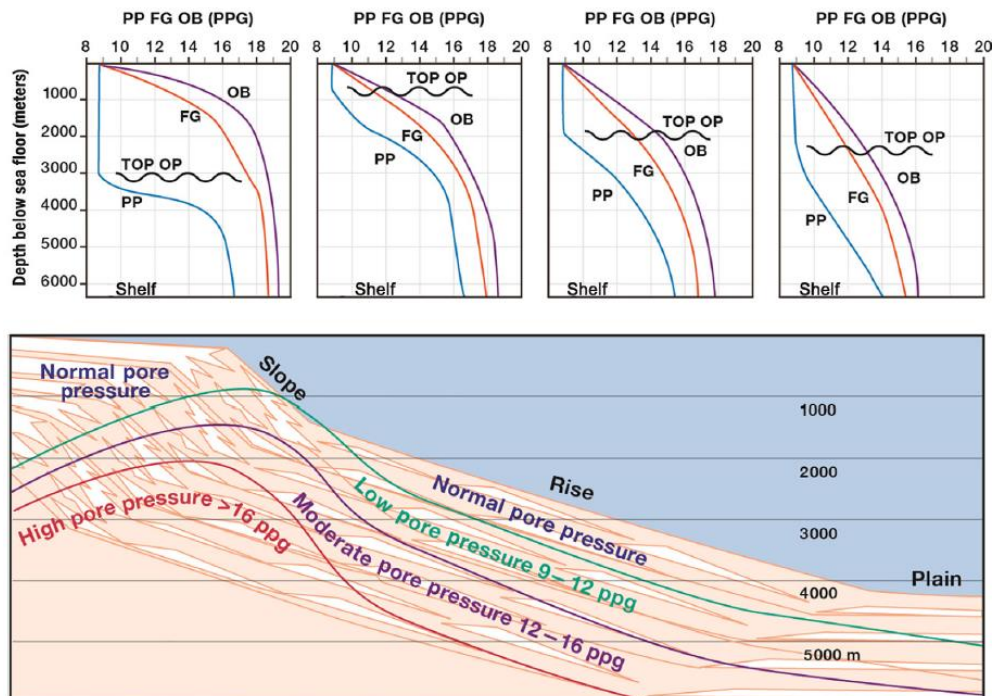 PP FG OB (PPG)
8 10 12 14 16 18 20
Depth below sea floor (meters)
1000
2000
3000
4000
5000
6000
OB
FG
TOP OP
PP
Shelf
PP FG OB (PPG)
8 10 12 14 16 18 20
TOP OP
OB
FG
PP
Shelf
PP FG OB (PPG)
8 10 12 14 16 18 20
TOP OP
OB
FG
PP
Shelf
PP FG OB (PPG)
8 10 12 14 16 18 20
TOP OP
OB
FG
PP
Shelf
Normal pore
pressure
Slope
1000
2000
Rise
Normal pore pressure
3000
Low pore pressure 9–12 ppg
High pore pressure >16 ppg
Moderate pore pressure 12–16 ppg
Plain
4000
5000 m